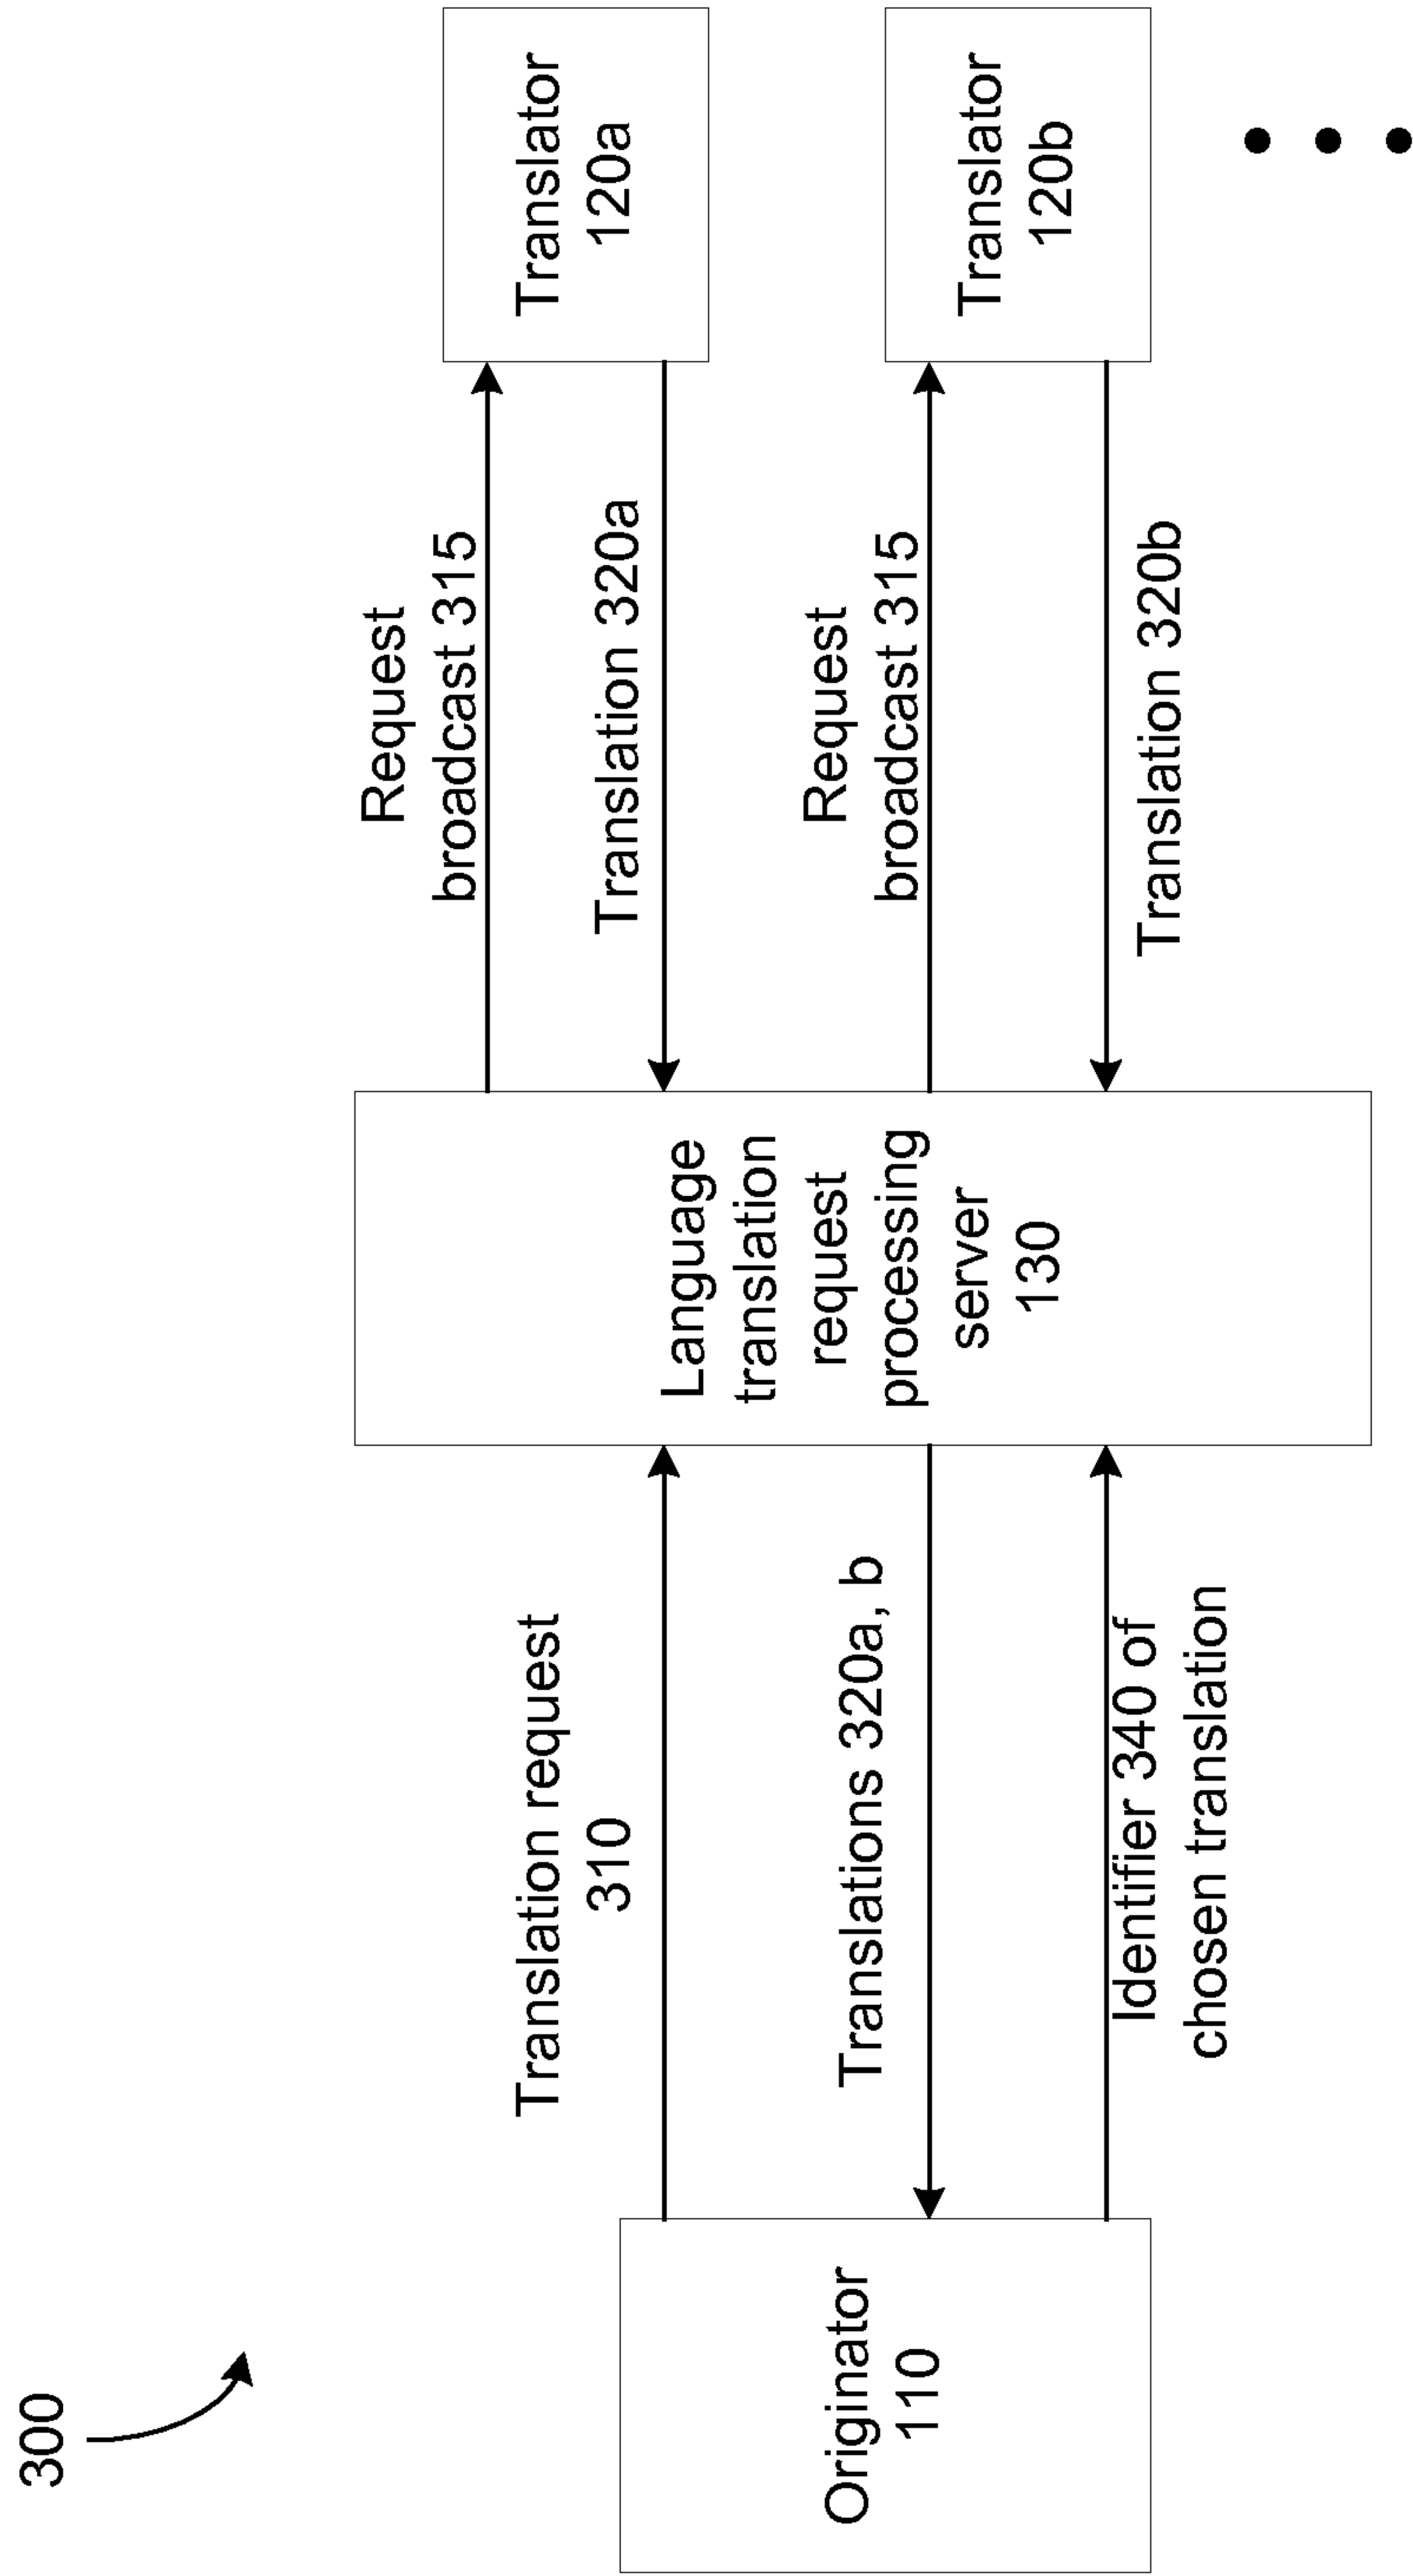 300
Originator
110
Translation request
310
Translations 320a, b
Identifier 340 of
chosen translation
Language
translation
request
processing
server
130
Request
broadcast 315
Translation 320a
Request
broadcast 315
Translation 320b
Translator
120a
Translator
120b